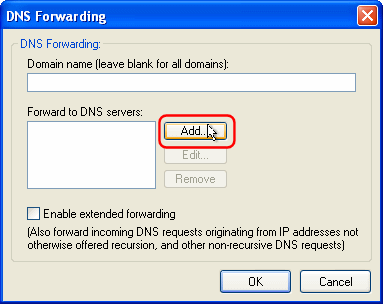 DNS Forwarding
DNS Forwarding:
Domain name (leave blank for all domains):
Forward to DNS servers:
Add...
Edit...
Remove
Enable extended forwarding
(Also forward incoming DNS requests originating from IP addresses not
otherwise offered recursion, and other non-recursive DNS requests)
OK
Cancel